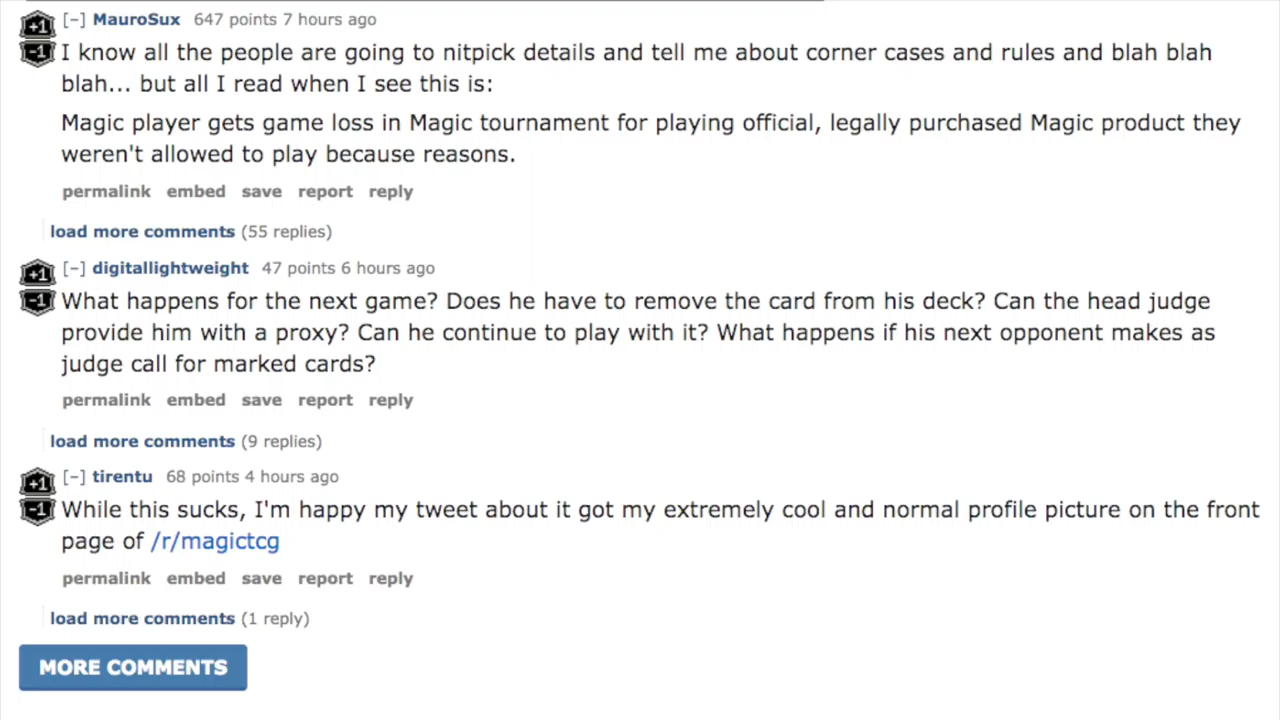 +1 [−] MauroSux 647 points 7 hours ago
-1 I know all the people are going to nitpick details and tell me about corner cases and rules and blah blah
blah... but all I read when I see this is:
Magic player gets game loss in Magic tournament for playing official, legally purchased Magic product they
weren't allowed to play because reasons.
permalink embed save report reply
load more comments (55 replies)
+1 [−] digitallightweight 47 points 6 hours ago
-1 What happens for the next game? Does he have to remove the card from his deck? Can the head judge
provide him with a proxy? Can he continue to play with it? What happens if his next opponent makes as
judge call for marked cards?
permalink embed save report reply
load more comments (9 replies)
+1 [−] tirentu 68 points 4 hours ago
-1 While this sucks, I'm happy my tweet about it got my extremely cool and normal profile picture on the front
page of /r/magictcg
permalink embed save report reply
load more comments (1 reply)
MORE COMMENTS